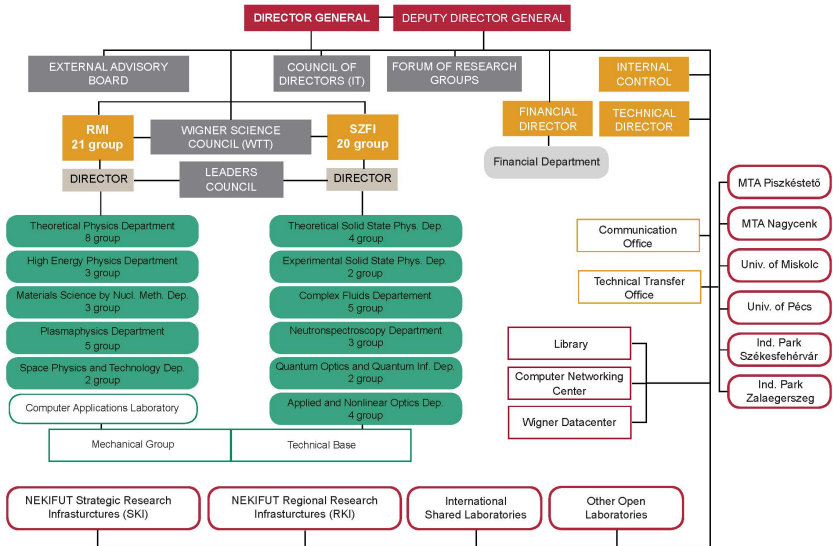 DIRECTOR GENERAL
DEPUTY DIRECTOR GENERAL
EXTERNAL ADVISORY
BOARD
COUNCIL OF
DIRECTORS (IT)
FORUM OF RESEARCH
GROUPS
INTERNAL
CONTROL
RMI
21 group
WIGNER SCIENCE
COUNCIL (WTT)
SZFI
20 group
FINANCIAL
DIRECTOR
TECHNICAL
DIRECTOR
Financial Department
DIRECTOR
LEADERS
COUNCIL
DIRECTOR
Theoretical Physics Department
8 group
High Energy Physics Department
3 group
Materials Science by Nucl. Meth. Dep.
3 group
Plasmaphysics Department
5 group
Space Physics and Technology Dep.
2 group
Computer Applications Laboratory
Theoretical Solid State Phys. Dep.
4 group
Experimental Solid State Phys. Dep.
2 group
Complex Fluids Departement
5 group
Neutronspectroscopy Department
3 group
Quantum Optics and Quantum Inf. Dep.
2 group
Applied and Nonlinear Optics Dep.
4 group
Mechanical Group
Technical Base
Communication
Office
Technical Transfer
Office
Library
Computer Networking
Center
Wigner Datacenter
MTA Piszkéstető
MTA Nagycenk
Univ. of Miskolc
Univ. of Pécs
Ind. Park
Székesfehérvár
Ind. Park
Zalaegerszeg
NEKIFUT Strategic Research
Infasturctures (SKI)
NEKIFUT Regional Research
Infasturctures (RKI)
International
Shared Laboratories
Other Open
Laboratories